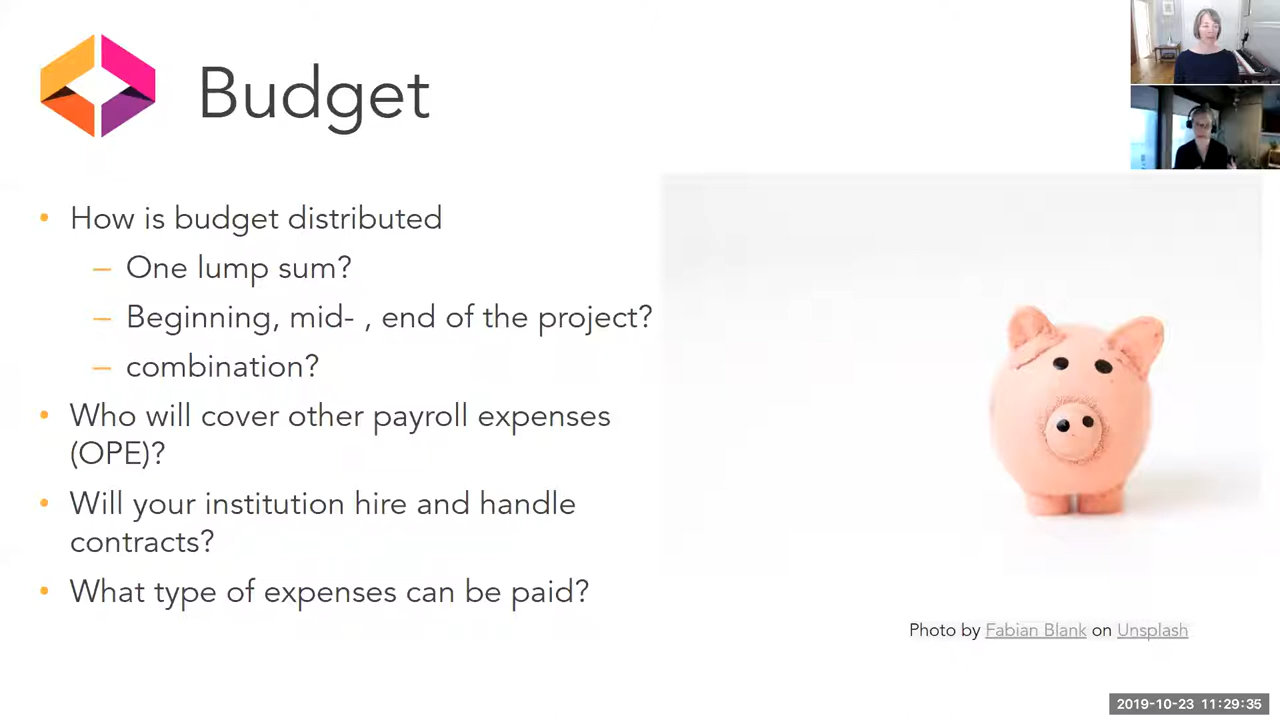 Budget
• How is budget distributed
– One lump sum?
– Beginning, mid- , end of the project?
– combination?
• Who will cover other payroll expenses
(OPE)?
• Will your institution hire and handle
contracts?
• What type of expenses can be paid?
Photo by Fabian Blank on Unsplash
2019-10-23 11:29:35